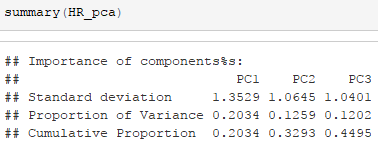 summary(HR_pca)
## Importance of components%s:
##                           PC1    PC2    PC3
## Standard deviation     1.3529 1.0645 1.0401
## Proportion of Variance 0.2034 0.1259 0.1202
## Cumulative Proportion  0.2034 0.3293 0.4495